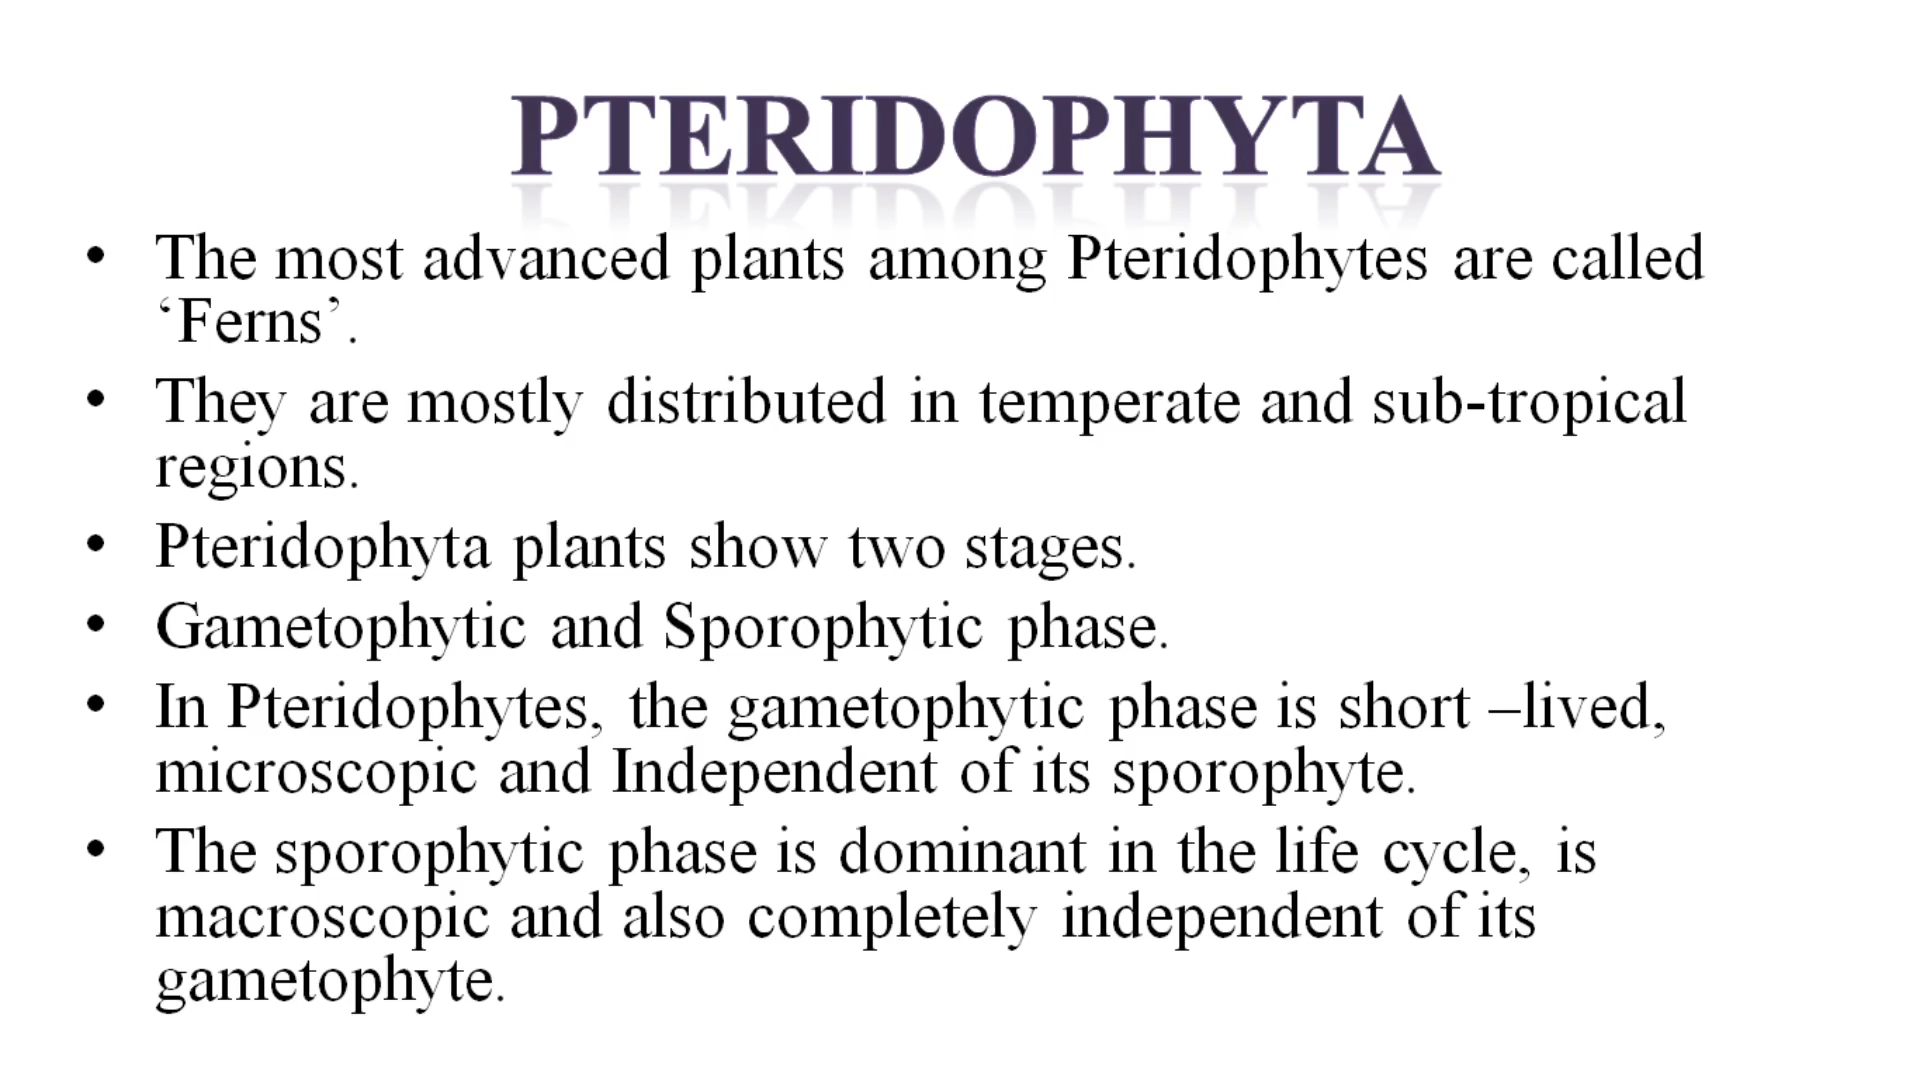 PTERIDOPHYTA
• The most advanced plants among Pteridophytes are called
‘Ferns’.
• They are mostly distributed in temperate and sub-tropical
regions.
• Pteridophyta plants show two stages.
• Gametophytic and Sporophytic phase.
• In Pteridophytes, the gametophytic phase is short –lived,
microscopic and Independent of its sporophyte.
• The sporophytic phase is dominant in the life cycle, is
macroscopic and also completely independent of its
gametophyte.